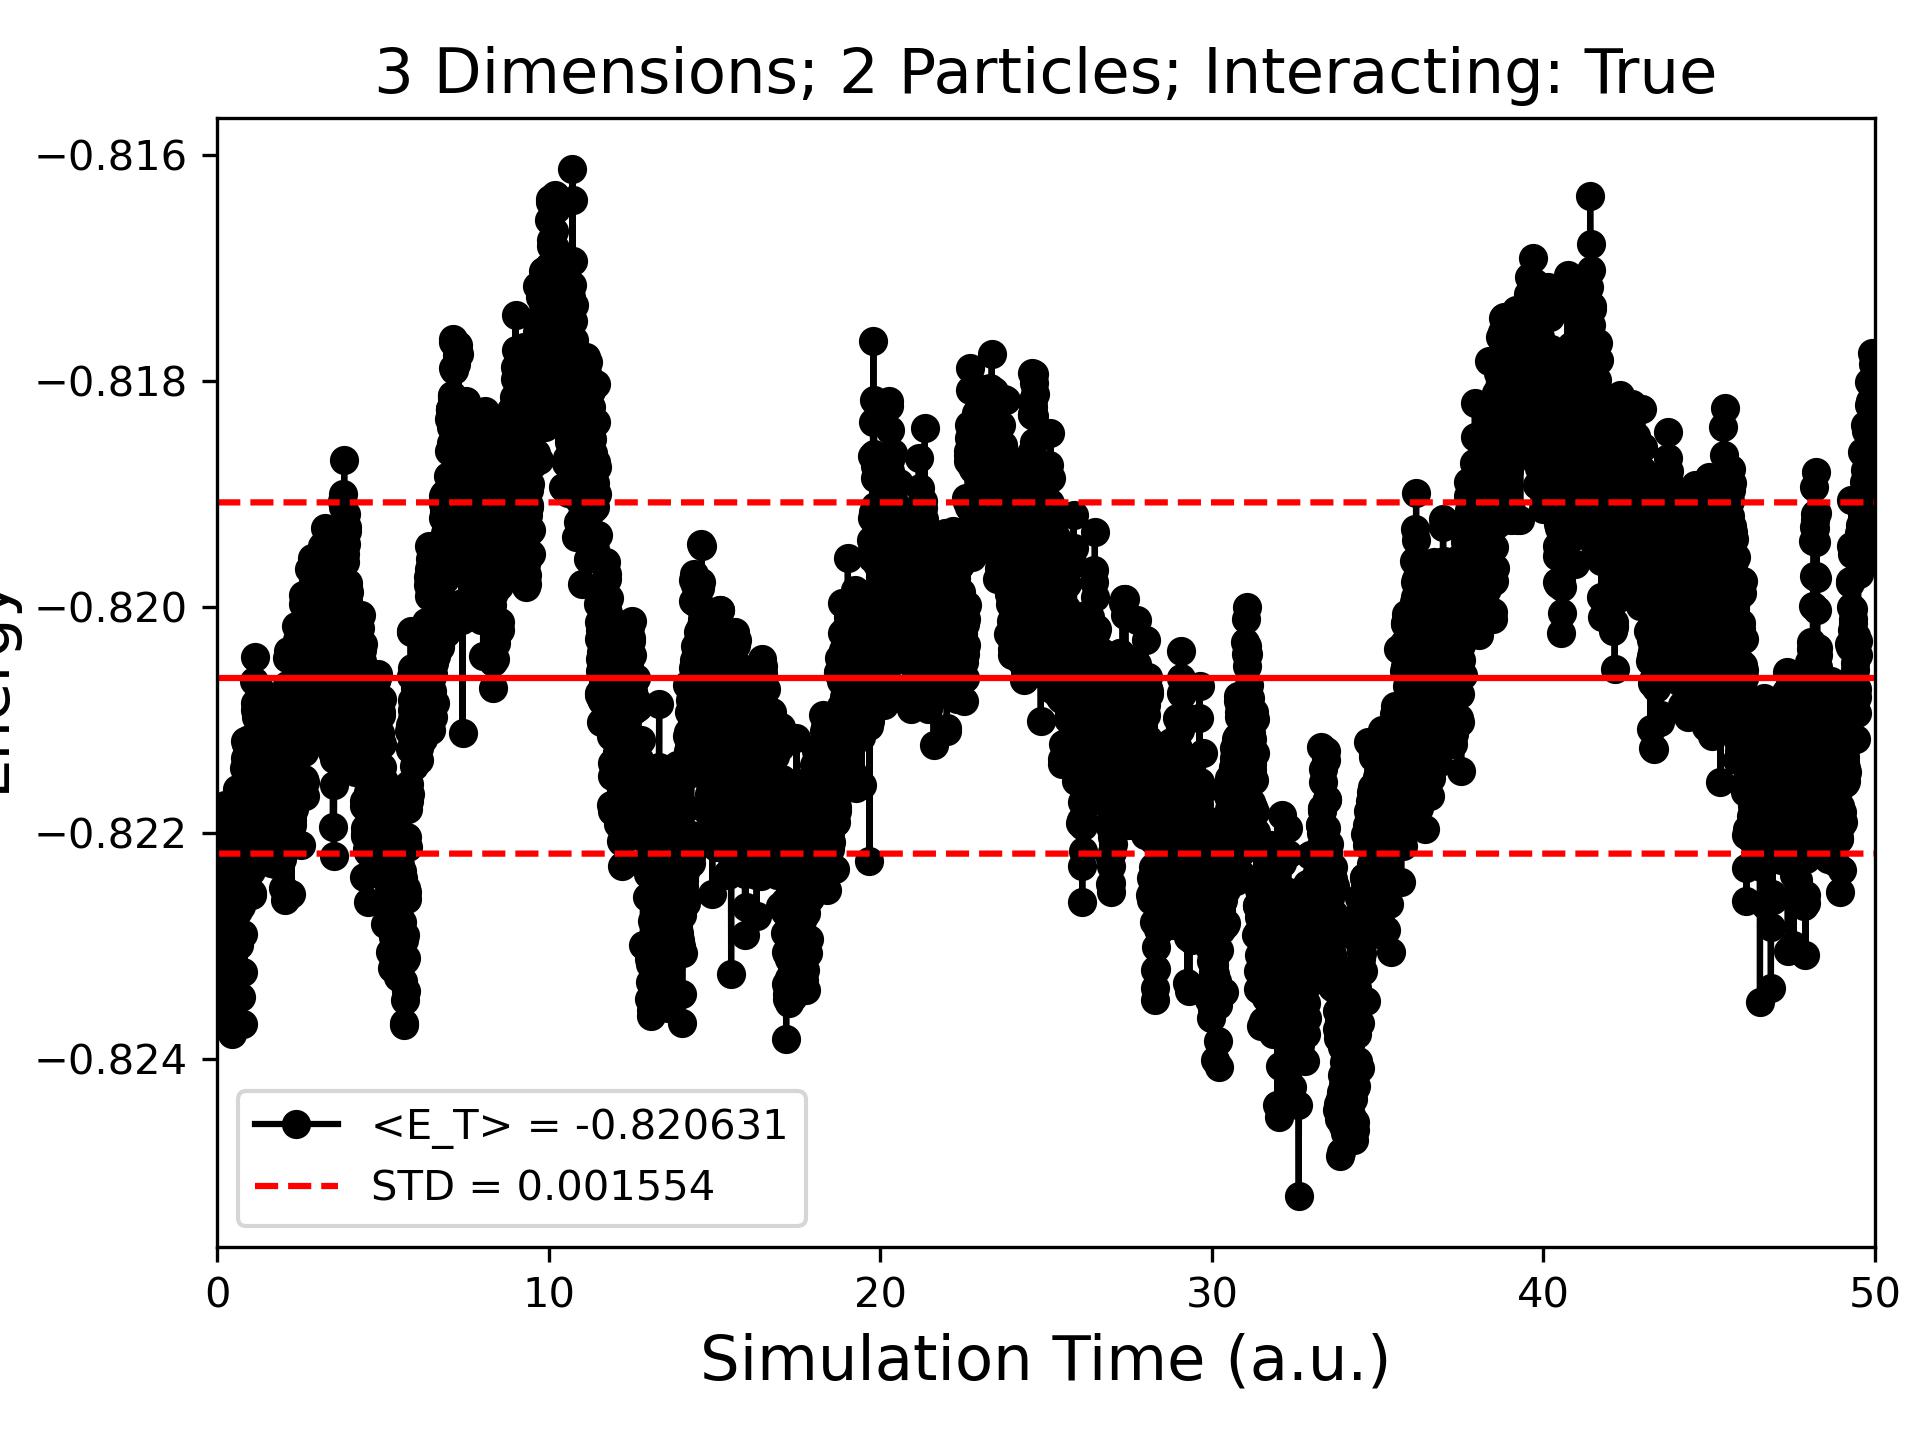 3 Dimensions; 2 Particles; Interacting: True
Energy
−0.816
−0.818
−0.820
−0.822
−0.824
<E_T> = -0.820631
STD = 0.001554
0 10 20 30 40 50
Simulation Time (a.u.)